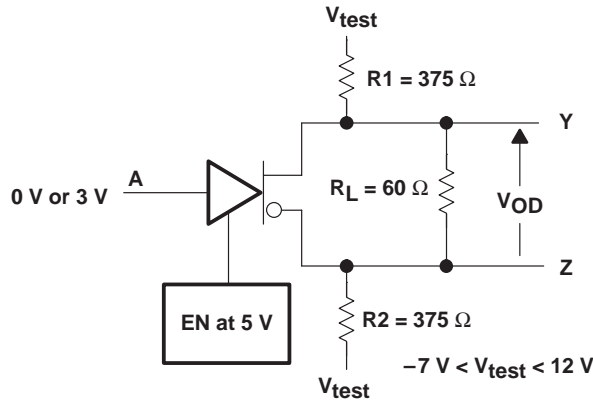 Vtest
R1 = 375 Ω
Y
A
0 V or 3 V
RL = 60 Ω
VOD
Z
EN at 5 V
R2 = 375 Ω
−7 V < Vtest < 12 V
Vtest